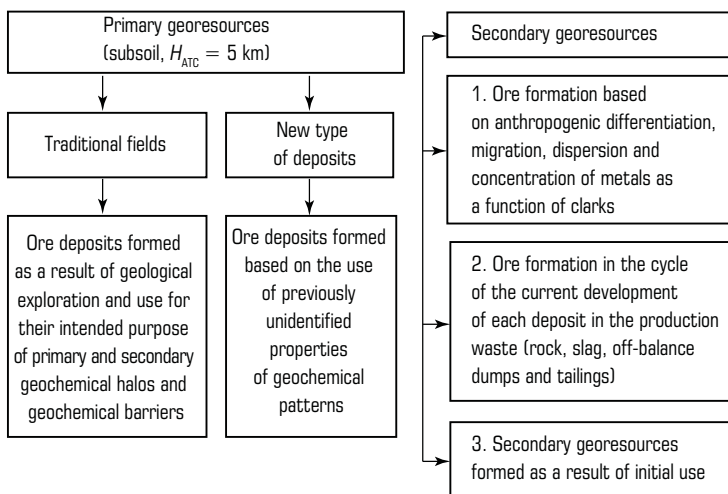 Primary georesources
(subsoil, H_ATC = 5 km)
Traditional fields
New type
of deposits
Ore deposits formed
as a result of geological
exploration and use for
their intended purpose
of primary and secondary
geochemical halos and
geochemical barriers
Ore deposits formed
based on the use
of previously
unidentified
properties
of geochemical
patterns
Secondary georesources
1. Ore formation based
on anthropogenic differentiation,
migration, dispersion and
concentration of metals as
a function of clarks
2. Ore formation in the cycle
of the current development
of each deposit in the production
waste (rock, slag, off-balance
dumps and tailings)
3. Secondary georesources
formed as a result of initial use